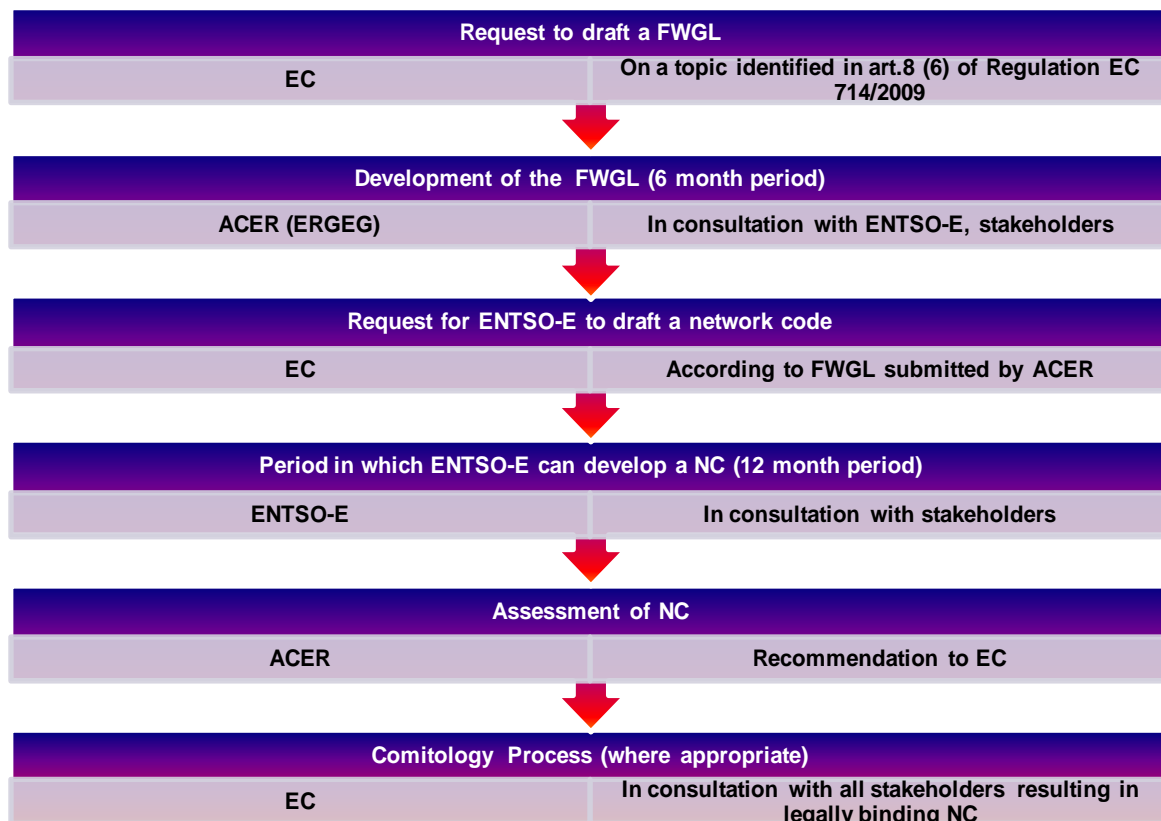 Request to draft a FWGL
EC
On a topic identified in art.8 (6) of Regulation EC
714/2009
Development of the FWGL (6 month period)
ACER (ERGEG)
In consultation with ENTSO-E, stakeholders
Request for ENTSO-E to draft a network code
EC
According to FWGL submitted by ACER
Period in which ENTSO-E can develop a NC (12 month period)
ENTSO-E
In consultation with stakeholders
Assessment of NC
ACER
Recommendation to EC
Comitology Process (where appropriate)
EC
In consultation with all stakeholders resulting in
legally binding NC